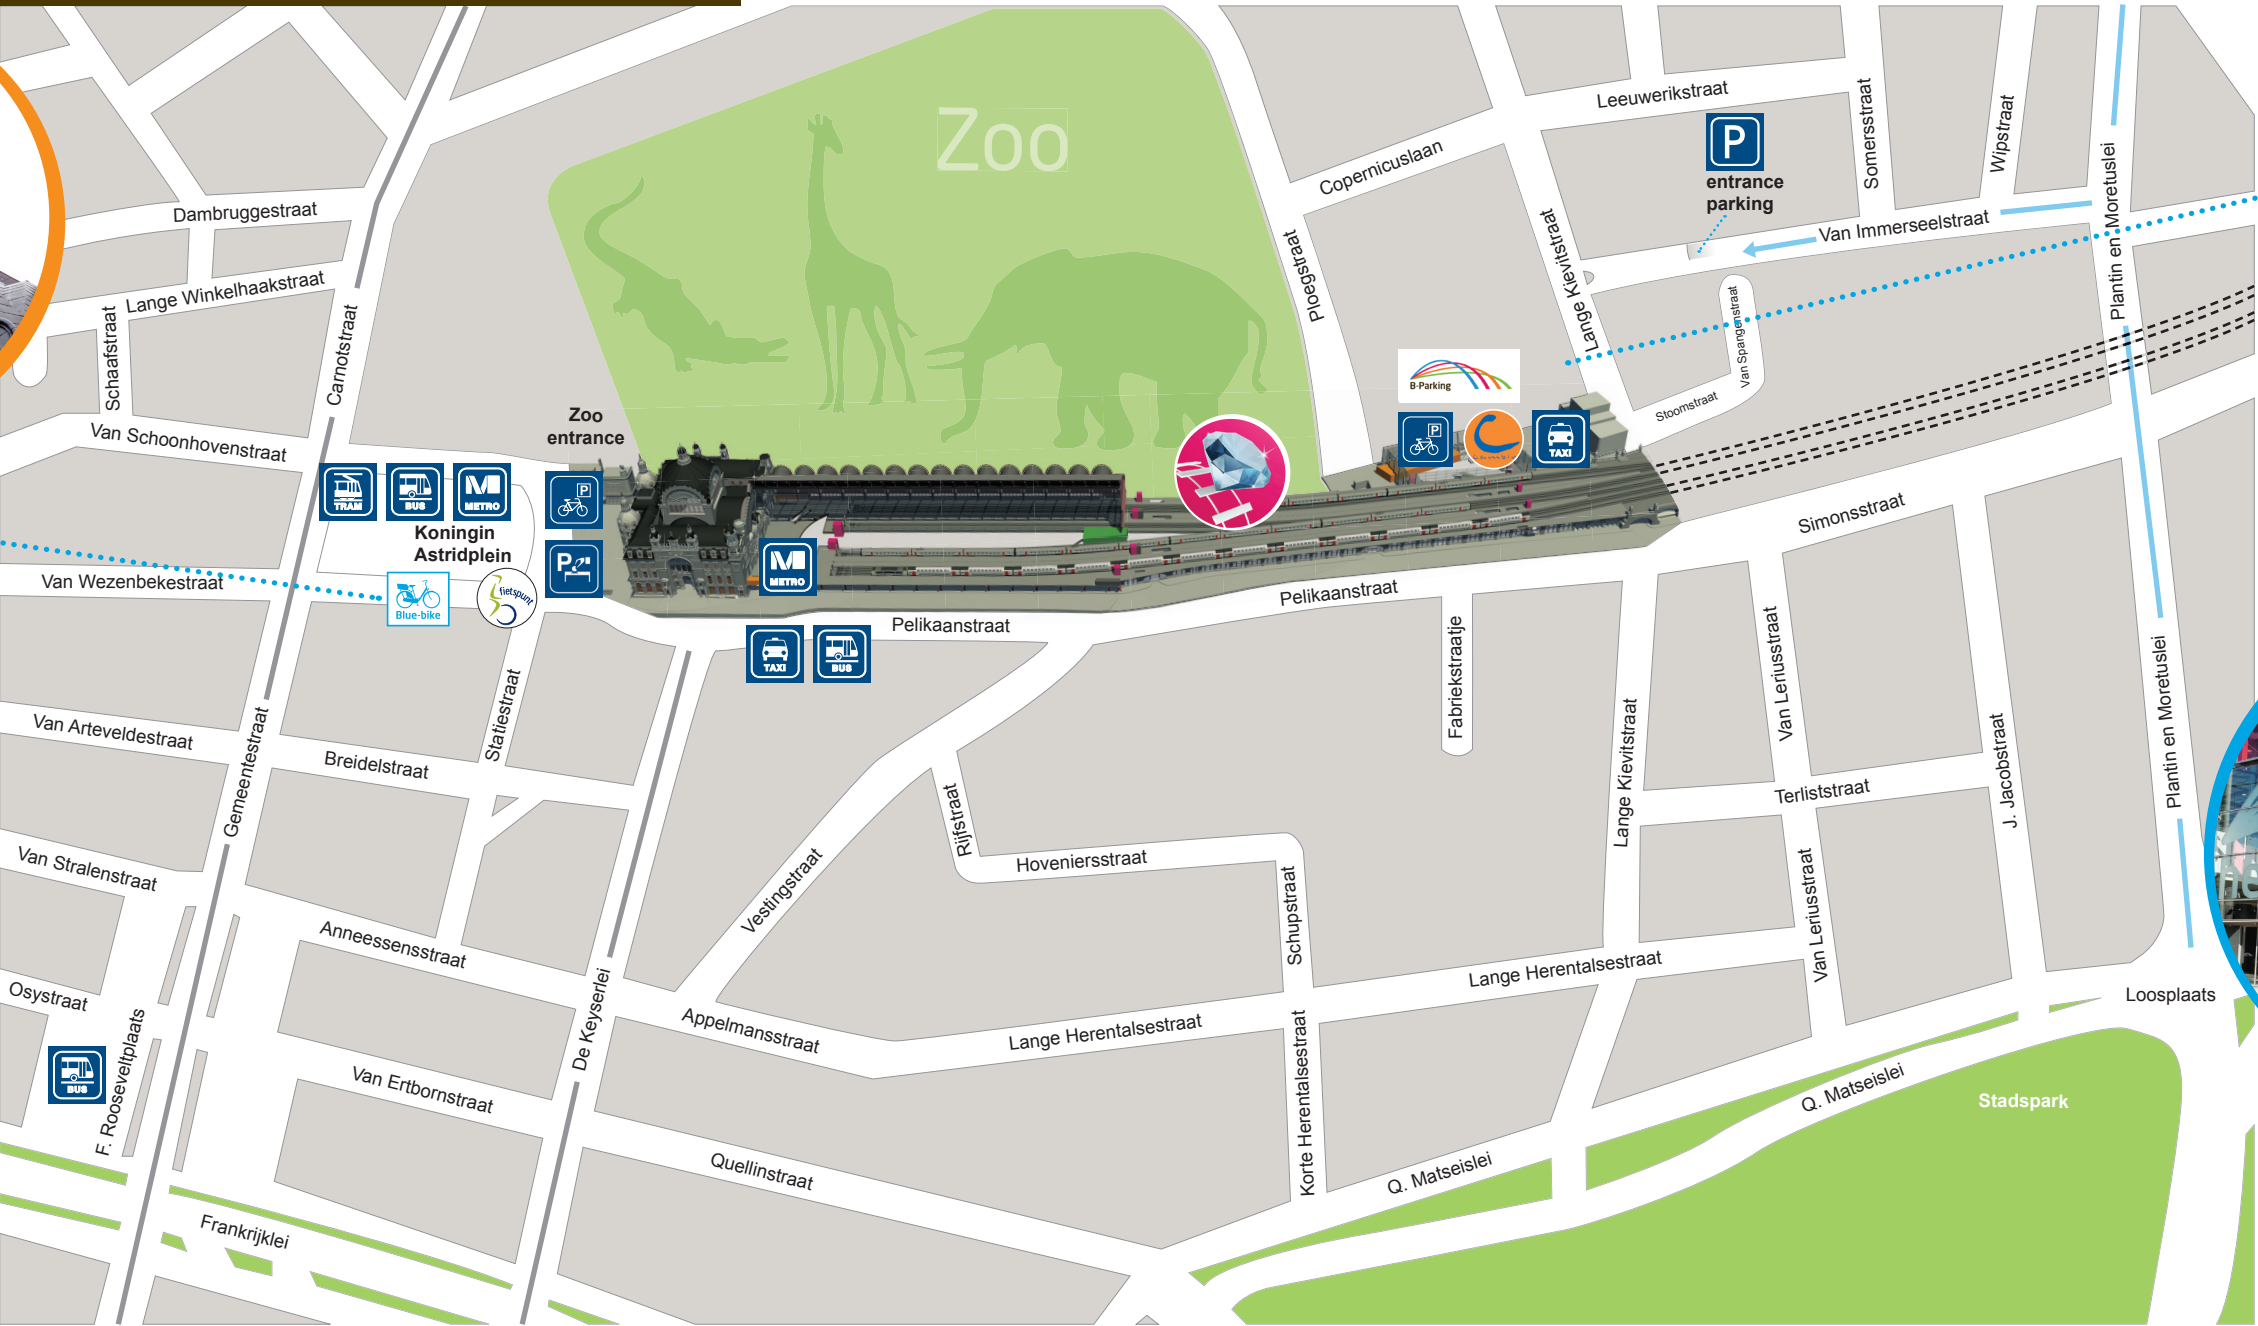 Zoo
Leeuwerikstraat
Somersstraat
Wipstraat
P
entrance
parking
Copernicuslaan
Plantin en Moretuslei
Van Immerseelstraat
Dambruggestraat
Ploegstraat
Lange Kievitstraat
Lange Winkelhaakstraat
Schaafstraat
Carnotstraat
Van Spangenstraat
B-Parking
Stoomstraat
Zoo
entrance
Van Schoonhovenstraat
P
TAXI
TRAM
BUS
METRO
P
Koningin
Astridplein
Simonsstraat
P
METRO
Van Wezenbekestraat
Blue-bike
fietspunt
Pelikaanstraat
Pelikaanstraat
TAXI
BUS
Fabriekstraatje
Van Leriusstraat
Statiestraat
Plantin en Moretuslei
Van Arteveldestraat
Gemeentestraat
Breidelstraat
Lange Kievitstraat
J. Jacobstraat
Terliststraat
Rijfstraat
Van Stralenstraat
Hoveniersstraat
Vestingstraat
Schupstraat
Van Leriusstraat
Anneessensstraat
Lange Herentalsestraat
Osystraat
De Keyserlei
Loosplaats
Appelmansstraat
Lange Herentalsestraat
BUS
F. Rooseveltplaats
Van Ertbornstraat
Korte Herentalsestraat
Q. Matseislei
Stadspark
Quellinstraat
Q. Matseislei
Frankrijklei